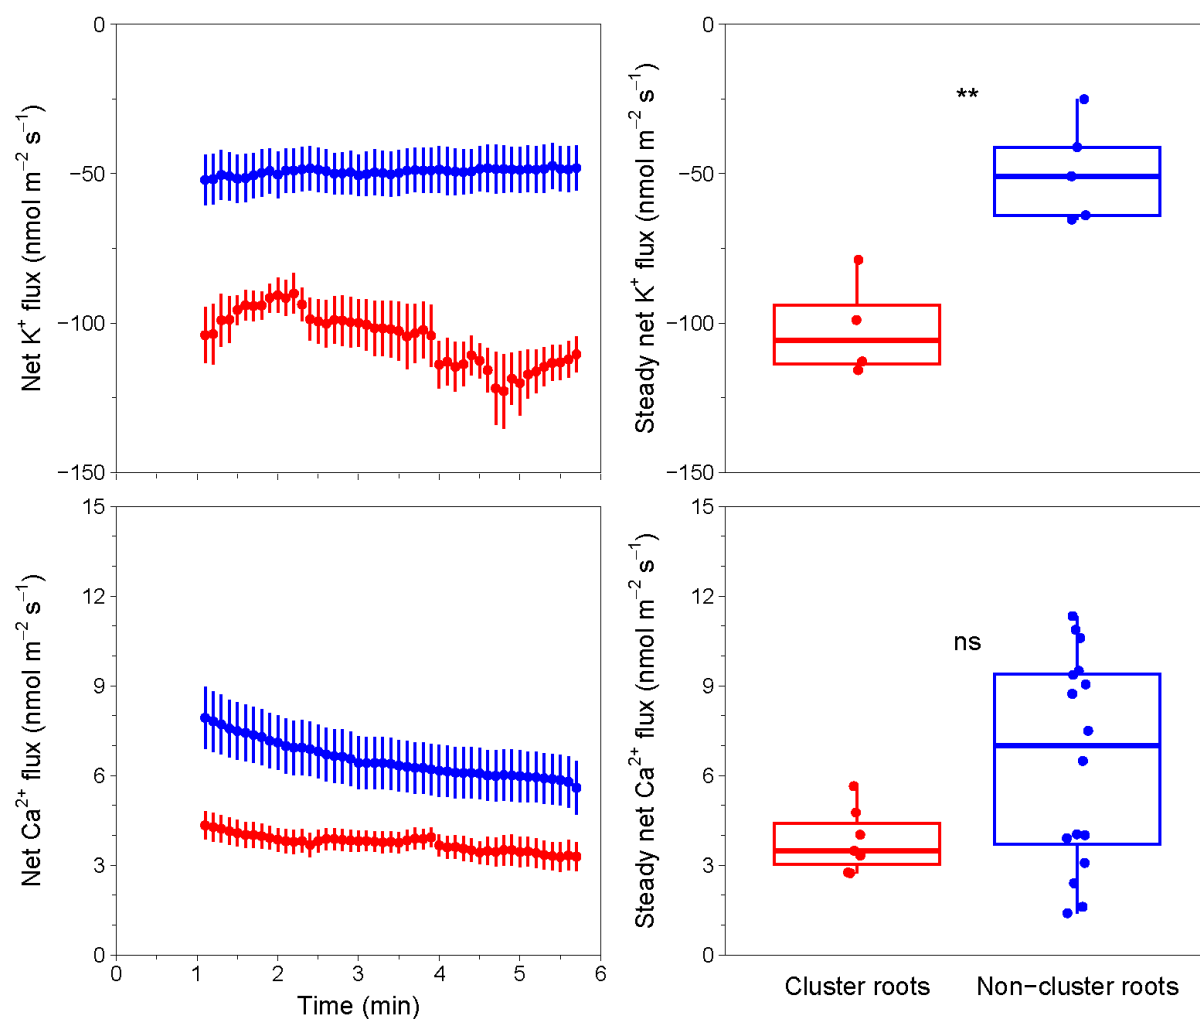 Net K⁺ flux (nmol m⁻² s⁻¹)
0
−50
−100
−150
Steady net K⁺ flux (nmol m⁻² s⁻¹)
0
−50
−100
−150
**
Net Ca²⁺ flux (nmol m⁻² s⁻¹)
15
12
9
6
3
0
0 1 2 3 4 5 6
Time (min)
Steady net Ca²⁺ flux (nmol m⁻² s⁻¹)
15
12
9
6
3
0
ns
Cluster roots Non−cluster roots